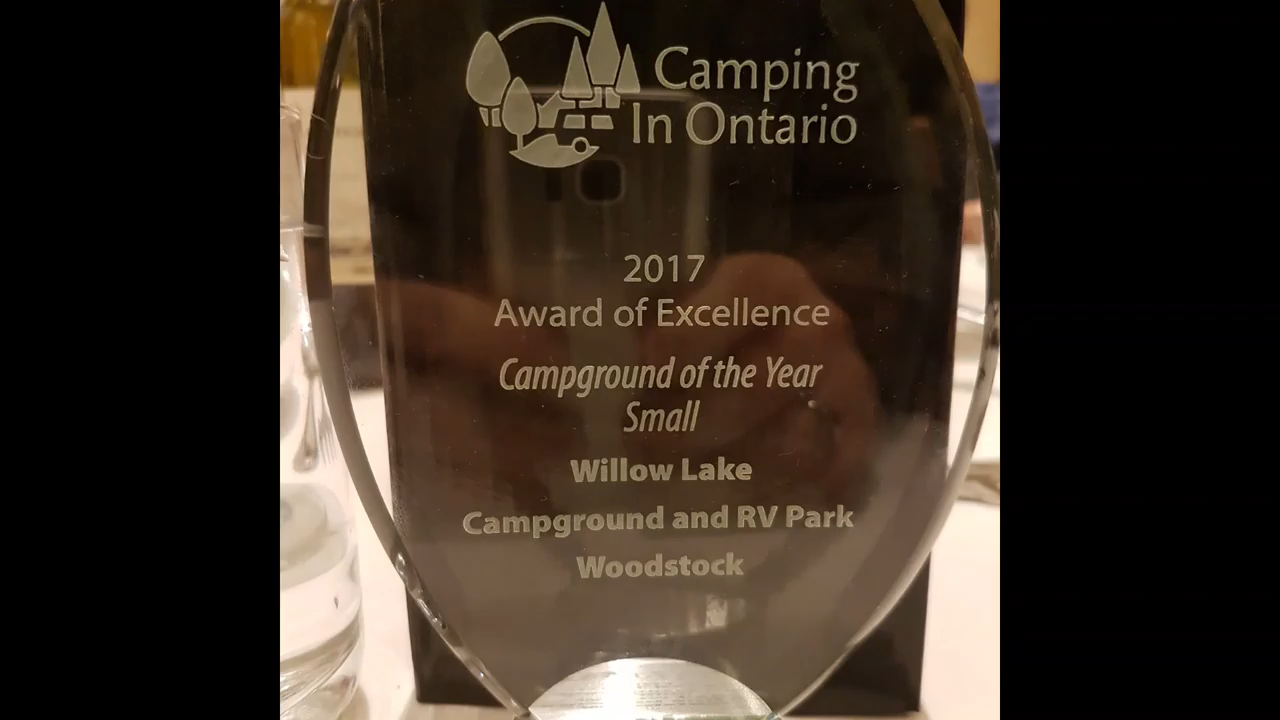 Camping
In Ontario
2017
Award of Excellence
Campground of the Year
Small
Willow Lake
Campground and RV Park
Woodstock